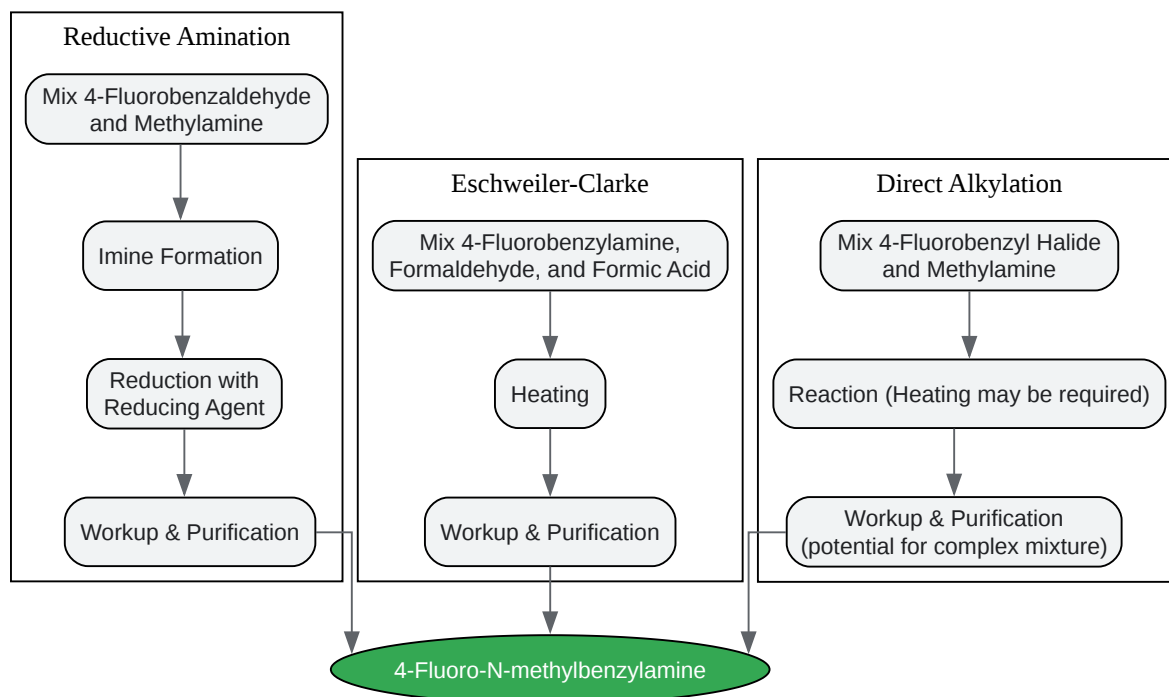 Reductive Amination
Mix 4-Fluorobenzaldehyde
and Methylamine
Imine Formation
Reduction with
Reducing Agent
Workup & Purification
Eschweiler-Clarke
Mix 4-Fluorobenzylamine,
Formaldehyde, and Formic Acid
Heating
Workup & Purification
Direct Alkylation
Mix 4-Fluorobenzyl Halide
and Methylamine
Reaction (Heating may be required)
Workup & Purification
(potential for complex mixture)
4-Fluoro-N-methylbenzylamine